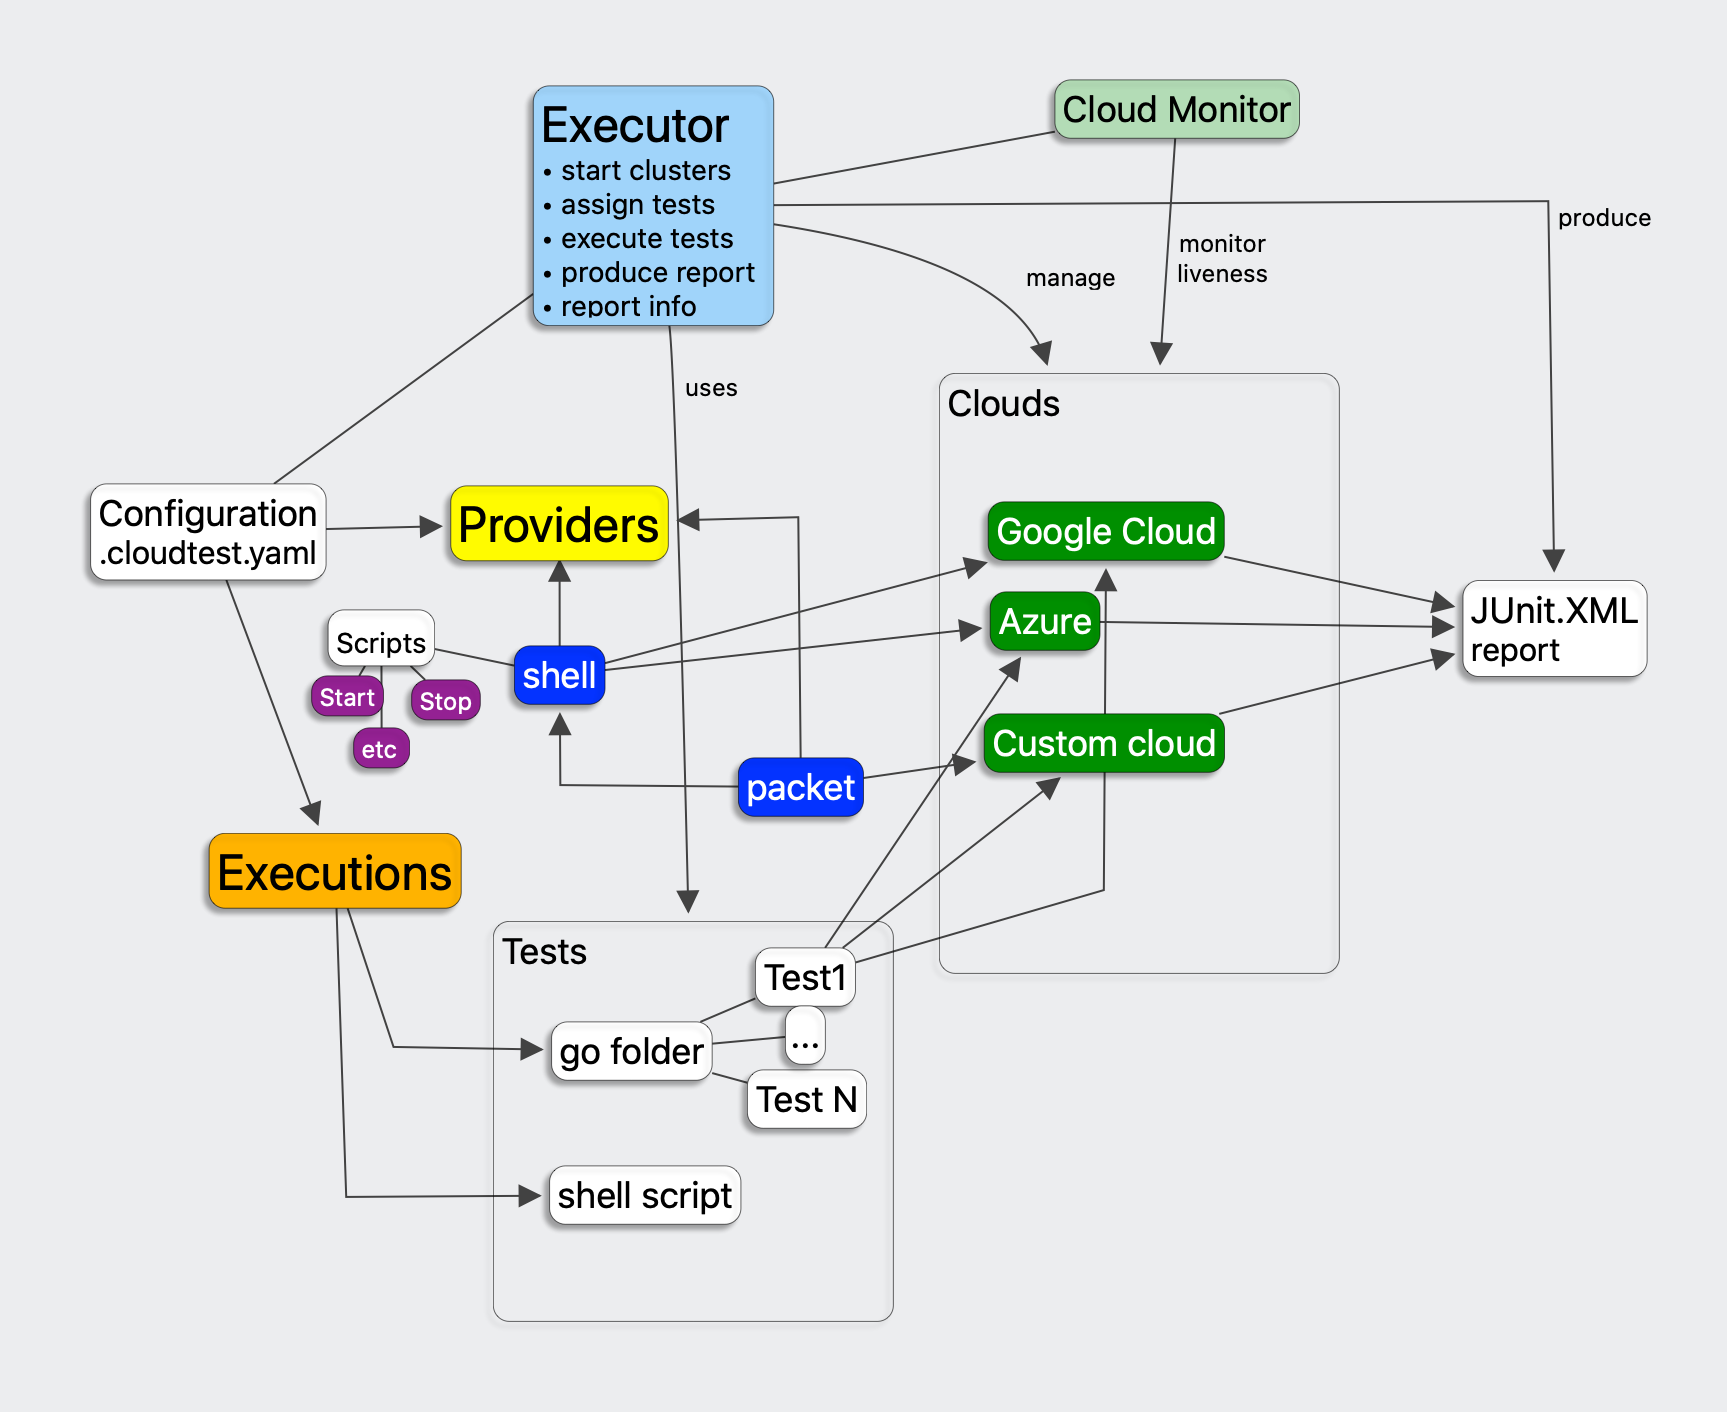 Executor
• start clusters
• assign tests
• execute tests
• produce report
• report info
Cloud Monitor
produce
monitor
liveness
manage
uses
Clouds
Configuration
.cloudtest.yaml
Providers
Google Cloud
Azure
JUnit.XML
report
Scripts
shell
Start
Stop
etc
Custom cloud
packet
Executions
Tests
Test1
...
go folder
Test N
shell script